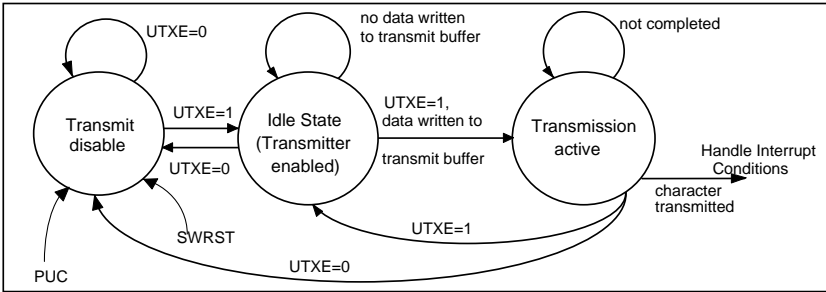 UTXE=0
no data written
to transmit buffer
not completed
Transmit
disable
UTXE=1
UTXE=0
Idle State
(Transmitter
enabled)
UTXE=1,
data written to
transmit buffer
Transmission
active
Handle Interrupt
Conditions
character
transmitted
UTXE=1
SWRST
UTXE=0
PUC